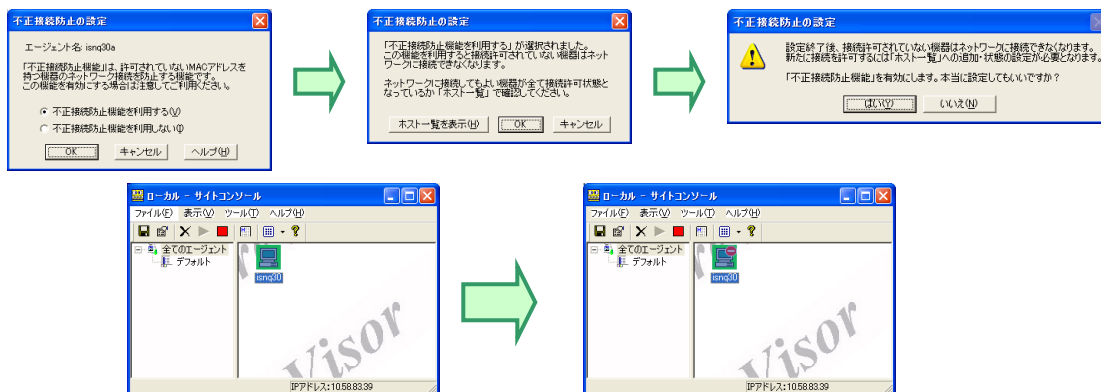 不正接続防止の設定
エージェント名: isnq30a
「不正接続防止機能」は、許可されていないMACアドレスを
持つ機器のネットワーク接続を防止する機能です。
この機能を有効にする場合は注意してご利用ください。
不正接続防止機能を利用する(V)
不正接続防止機能を利用しない(I)
OK
キャンセル
ヘルプ(H)
不正接続防止の設定
「不正接続防止機能を利用する」が選択されました。
この機能を利用すると接続許可されていない機器はネット
ワークに接続できなくなります。
ネットワークに接続してもよい機器が全て接続許可状態と
なっているか「ホスト一覧」で確認してください。
ホスト一覧を表示(H)
OK
キャンセル
不正接続防止の設定
設定終了後、接続許可されていない機器はネットワークに接続できなくなります。
新たに接続を許可するには「ホスト一覧」への追加・状態の設定が必要となります。
「不正接続防止機能」を有効にします。本当に設定してもいいですか？
はい(Y)
いいえ(N)
ローカル - サイトコンソール
ファイル(F) 表示(V) ツール(T) ヘルプ(H)
全てのエージェント
デフォルト
isnq30
Visor
IPアドレス:10.58.83.39
ローカル - サイトコンソール
ファイル(F) 表示(V) ツール(T) ヘルプ(H)
全てのエージェント
デフォルト
isnq30
Visor
IPアドレス:10.58.83.39